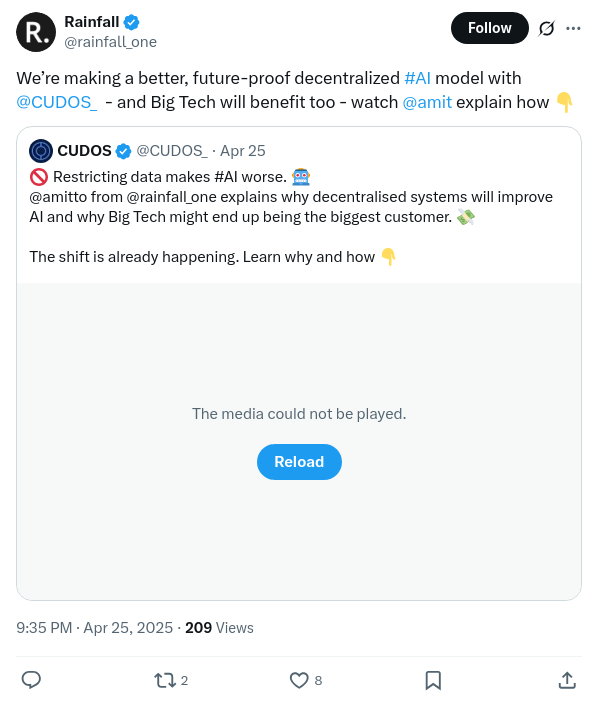 R.
Rainfall
@rainfall_one
Follow
We’re making a better, future-proof decentralized #AI model with
@CUDOS_ - and Big Tech will benefit too - watch @amit explain how 👇
CUDOS @CUDOS_ · Apr 25
🚫 Restricting data makes #AI worse. 🤖
@amitto from @rainfall_one explains why decentralised systems will improve
AI and why Big Tech might end up being the biggest customer. 💸
The shift is already happening. Learn why and how 👇
The media could not be played.
Reload
9:35 PM · Apr 25, 2025 · 209 Views
2
8